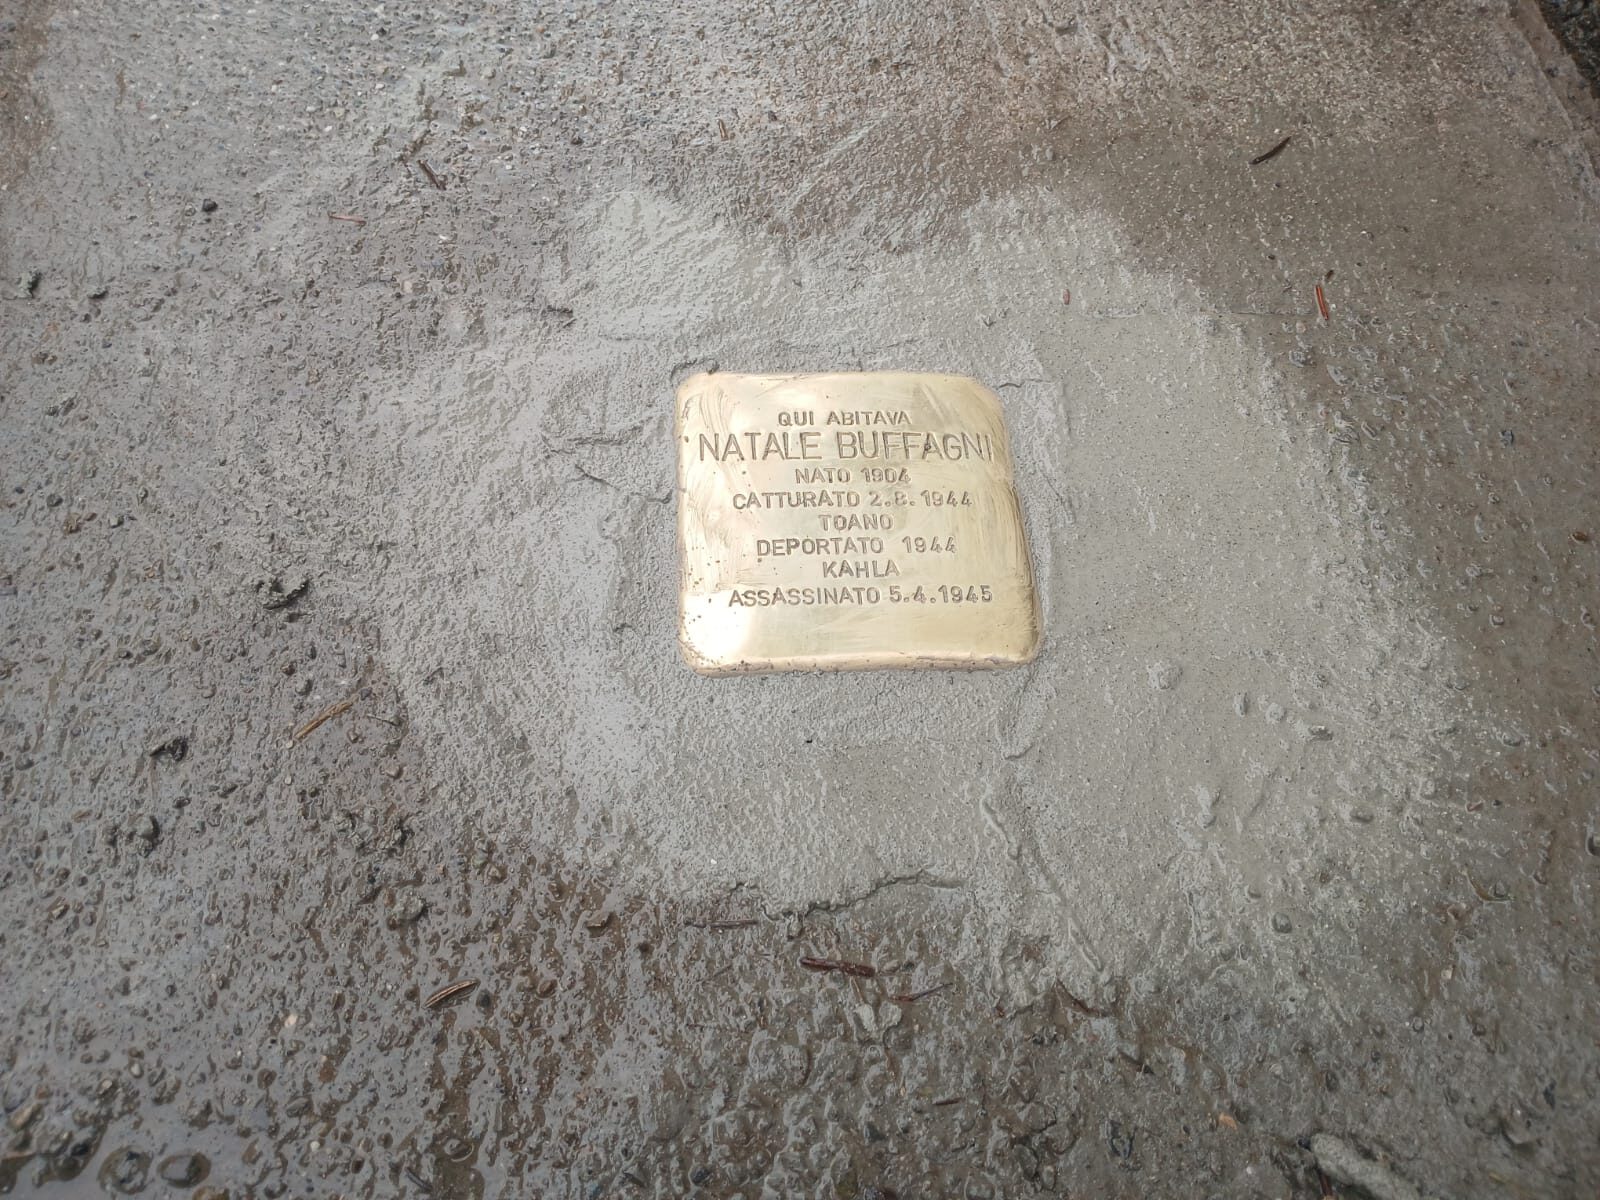 QUI ABITAVA
NATALE BUFFAGNI
NATO 1904
CATTURATO 2.8.1944
TOANO
DEPORTATO 1944
KAHLA
ASSASSINATO 5.4.1945